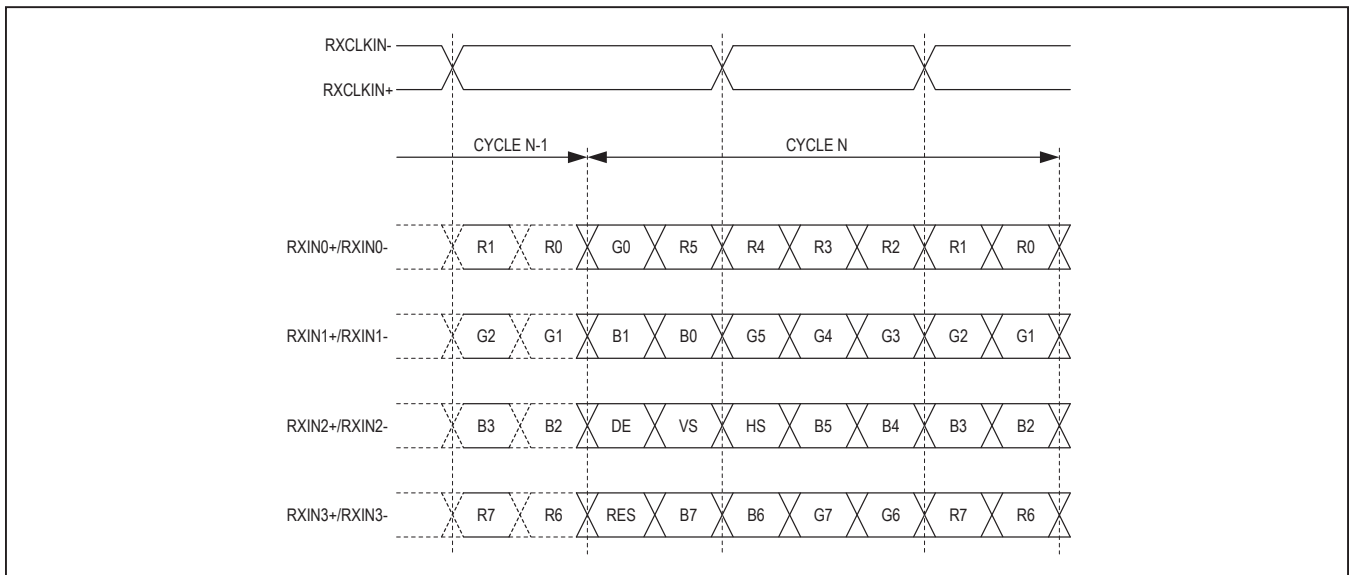 RXCLKIN-
RXCLKIN+
CYCLE N-1 CYCLE N
RXIN0+/RXIN0- R1 R0 G0 R5 R4 R3 R2 R1 R0
RXIN1+/RXIN1- G2 G1 B1 B0 G5 G4 G3 G2 G1
RXIN2+/RXIN2- B3 B2 DE VS HS B5 B4 B3 B2
RXIN3+/RXIN3- R7 R6 RES B7 B6 G7 G6 R7 R6